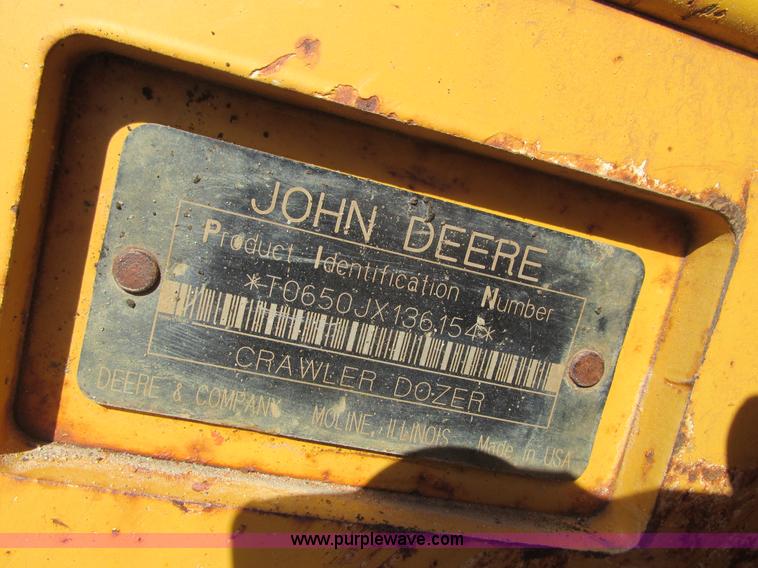 JOHN DEERE
Product Identification Number
*T0650JX136154*
CRAWLER DOZER
DEERE & COMPANY MOLINE, ILLINOIS Made in USA
www.purplewave.com